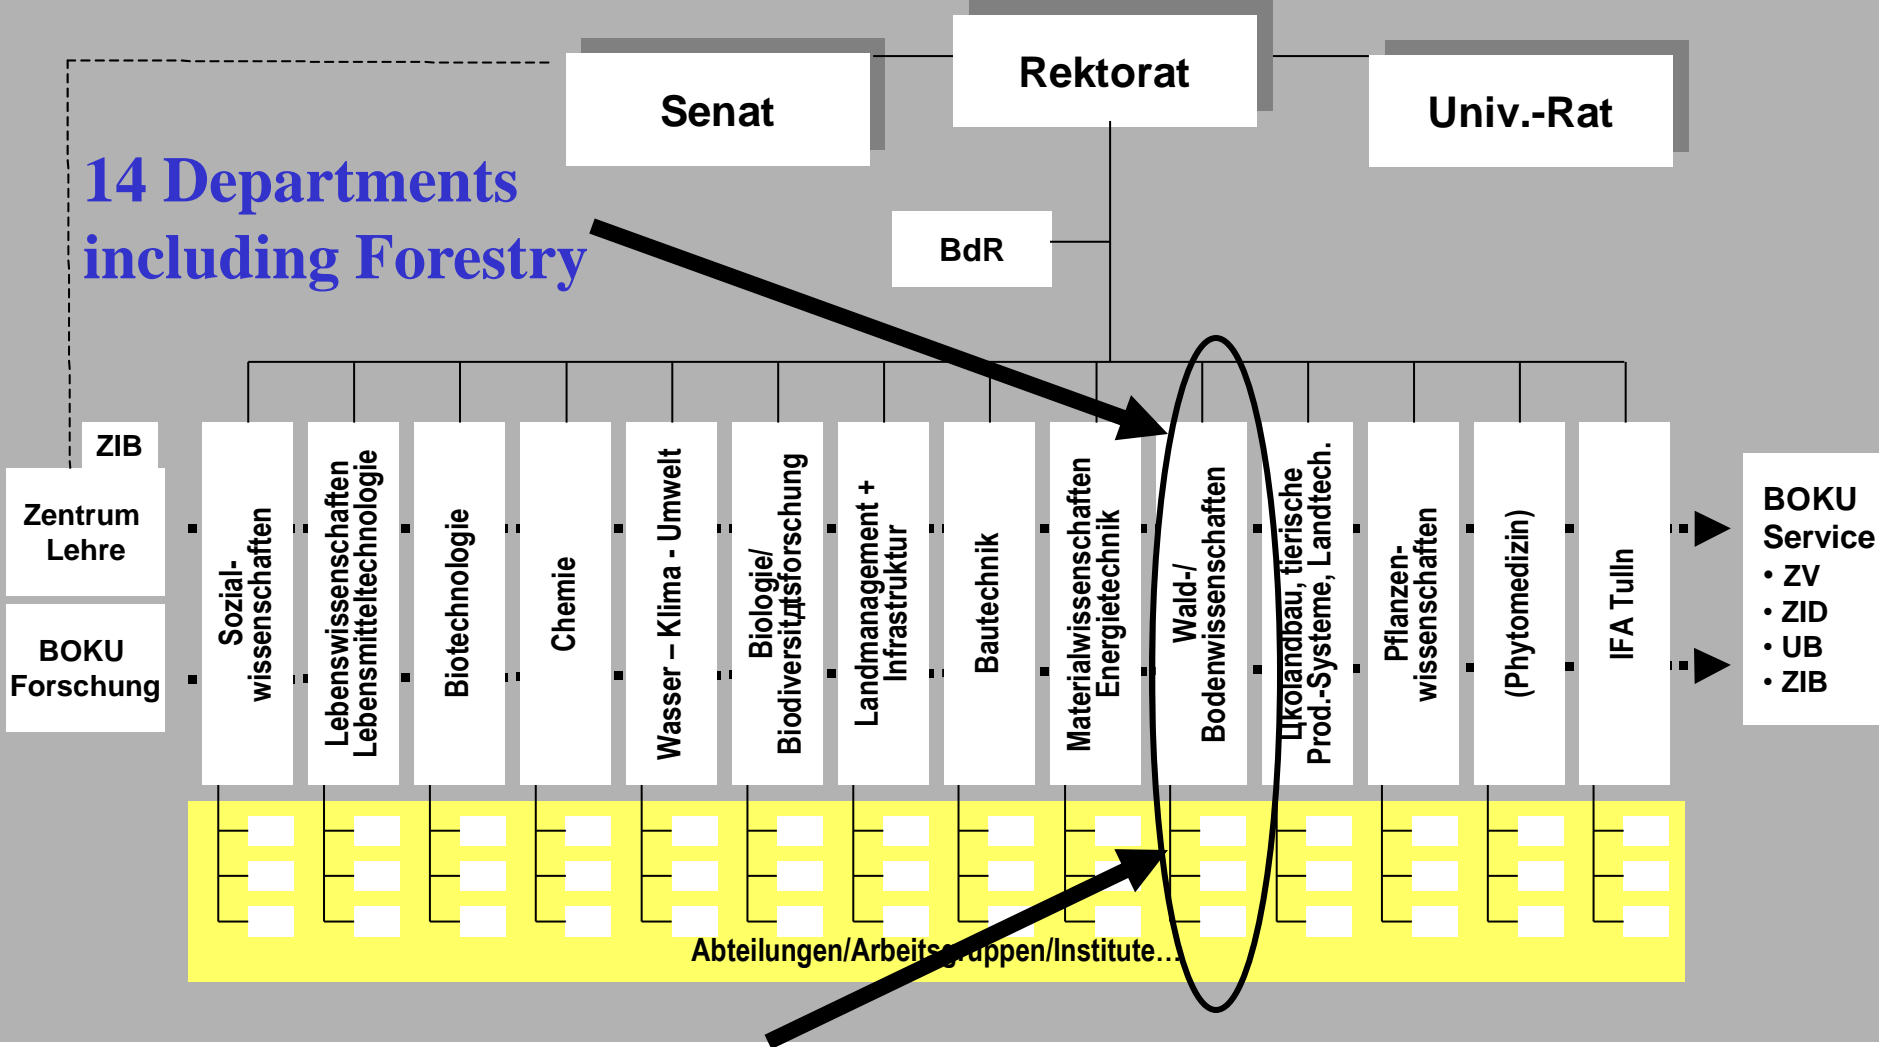 Senat
Rektorat
Univ.-Rat
14 Departments
including Forestry
BdR
ZIB
Zentrum
Lehre
BOKU
Forschung
Sozial-
wissenschaften
Lebenswissenschaften
Lebensmitteltechnologie
Biotechnologie
Chemie
Wasser – Klima - Umwelt
Biologie/
Biodiversitдtsforschung
Landmanagement +
Infrastruktur
Bautechnik
Materialwissenschaften
Energietechnik
Wald-/
Bodenwissenschaften
Цkolandbau, tierische
Prod.-Systeme, Landtech.
Pflanzen-
wissenschaften
(Phytomedizin)
IFA Tulln
BOKU
Service
• ZV
• ZID
• UB
• ZIB
Abteilungen/Arbeitsgruppen/Institute…